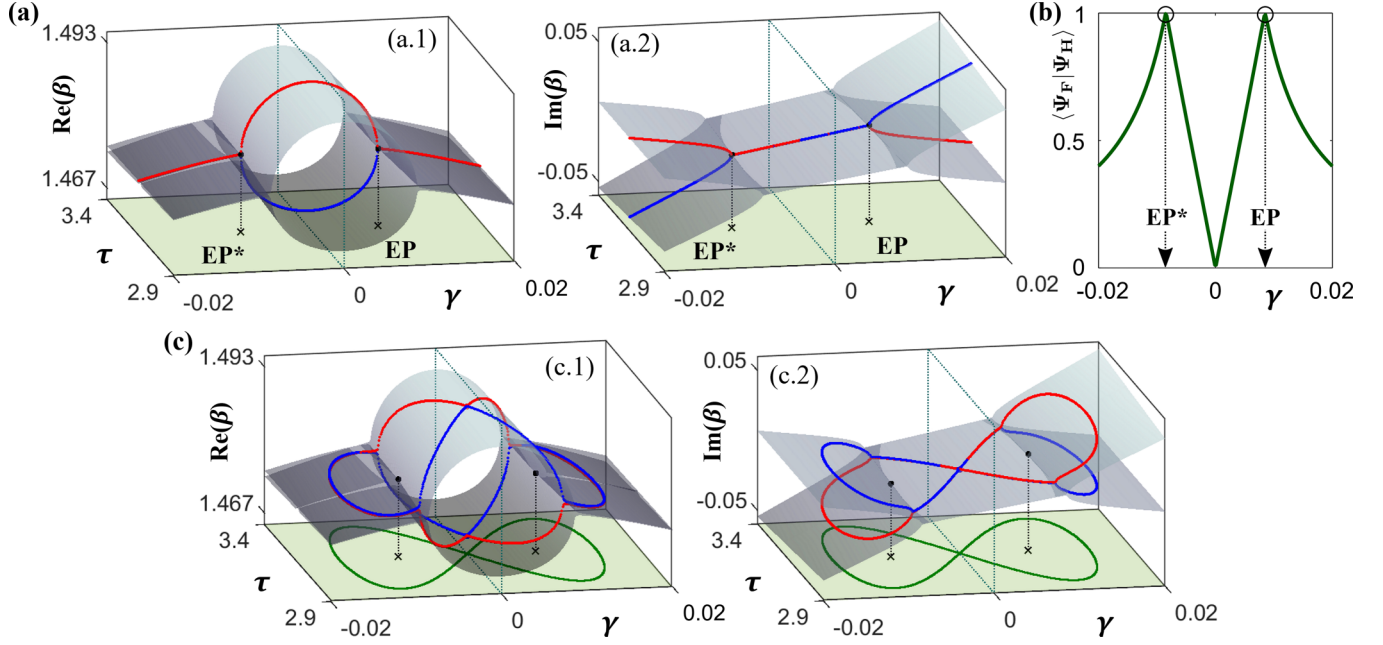 (a)
1.493
Re(β)
1.467
3.4
τ
2.9
-0.02
0
γ
0.02
(a.1)
EP*
EP
0.05
Im(β)
-0.05
3.4
τ
2.9
-0.02
0
γ
0.02
(a.2)
EP*
EP
(b)
1
⟨Ψ_F|Ψ_H⟩
0.5
0
EP*
EP
-0.02
0
γ
0.02
(c)
1.493
Re(β)
1.467
3.4
τ
2.9
-0.02
0
γ
0.02
(c.1)
0.05
Im(β)
-0.05
3.4
τ
2.9
-0.02
0
γ
0.02
(c.2)